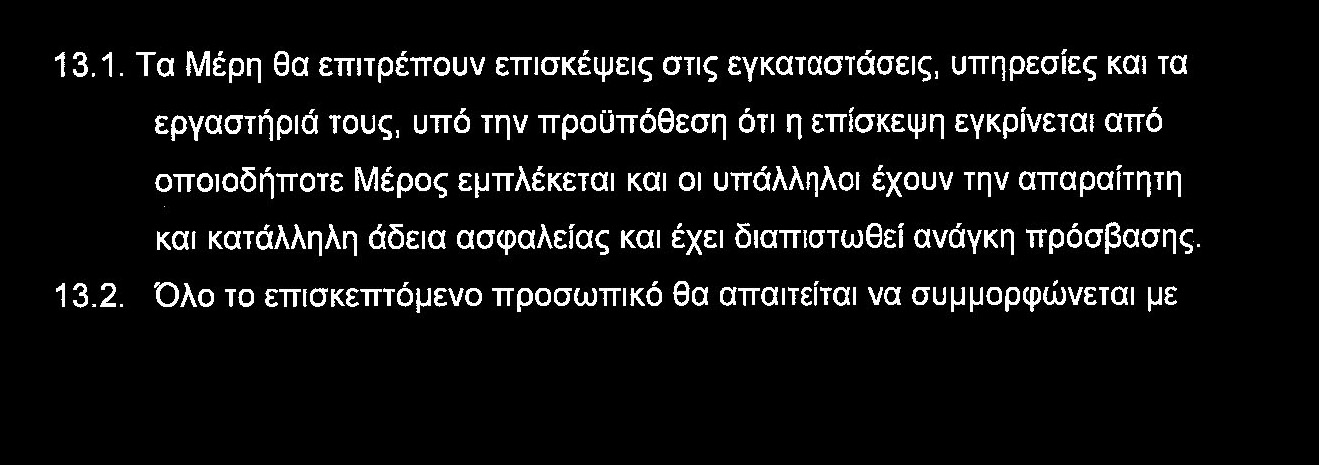 13.1. Τα Μέρη θα επιτρέπουν επισκέψεις στις εγκαταστάσεις, υπηρεσίες και τα
εργαστήριά τους, υπό την προϋπόθεση ότι η επίσκεψη εγκρίνεται από
οποιοδήποτε Μέρος εμπλέκεται και οι υπάλληλοι έχουν την απαραίτητη
και κατάλληλη άδεια ασφαλείας και έχει διαπιστωθεί ανάγκη πρόσβασης.
13.2. Όλο το επισκεπτόμενο προσωπικό θα απαιτείται να συμμορφώνεται με